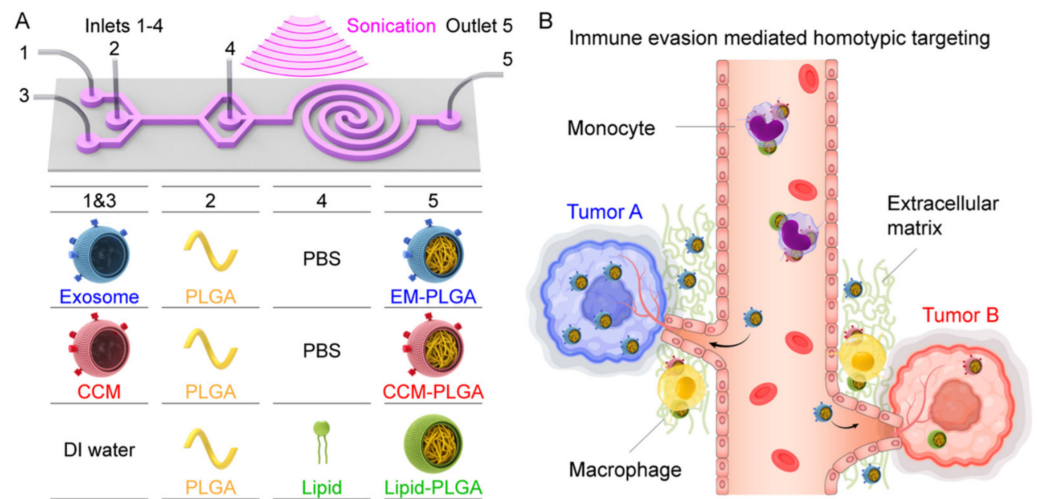 A
Inlets 1-4
Sonication Outlet 5
1
2
4
5
3
1&3 2 4 5
PBS
Exosome PLGA EM-PLGA
PBS
CCM PLGA CCM-PLGA
DI water
PLGA Lipid Lipid-PLGA
B
Immune evasion mediated homotypic targeting
Monocyte
Tumor A
Extracellular
matrix
Tumor B
Macrophage